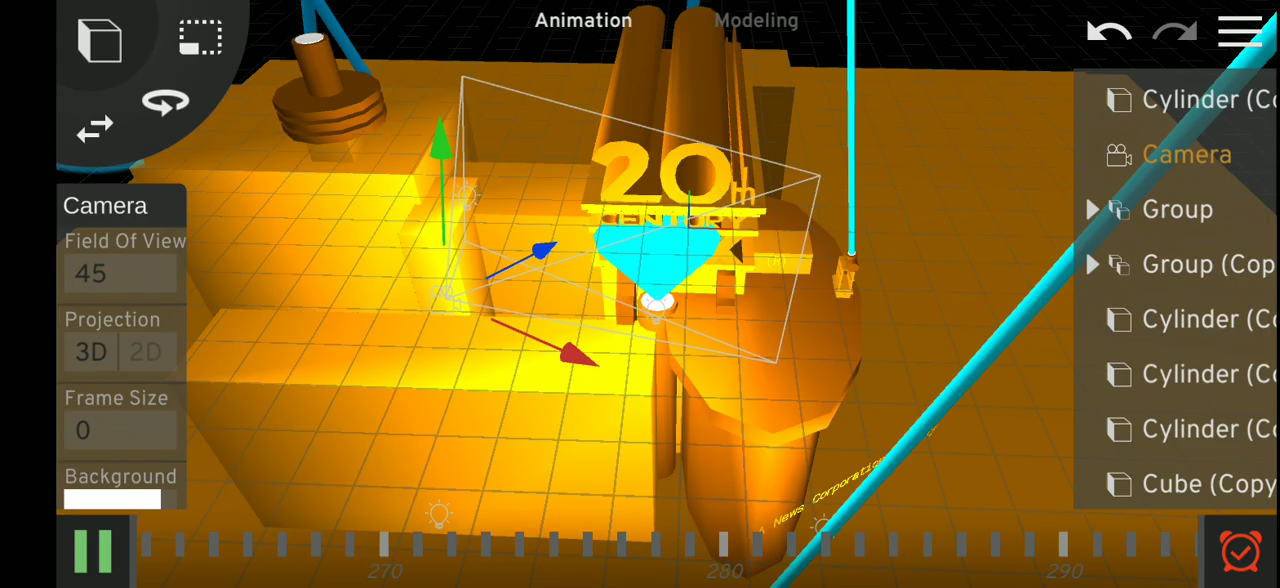 Animation
Modeling
Camera
Field Of View
45
Projection
3D
2D
Frame Size
0
Background
Cylinder (Co
Camera
Group
Group (Cop
Cylinder (Co
Cylinder (Co
Cylinder (Co
Cube (Copy
20th
CENTURY
A News Corporation
270
280
290